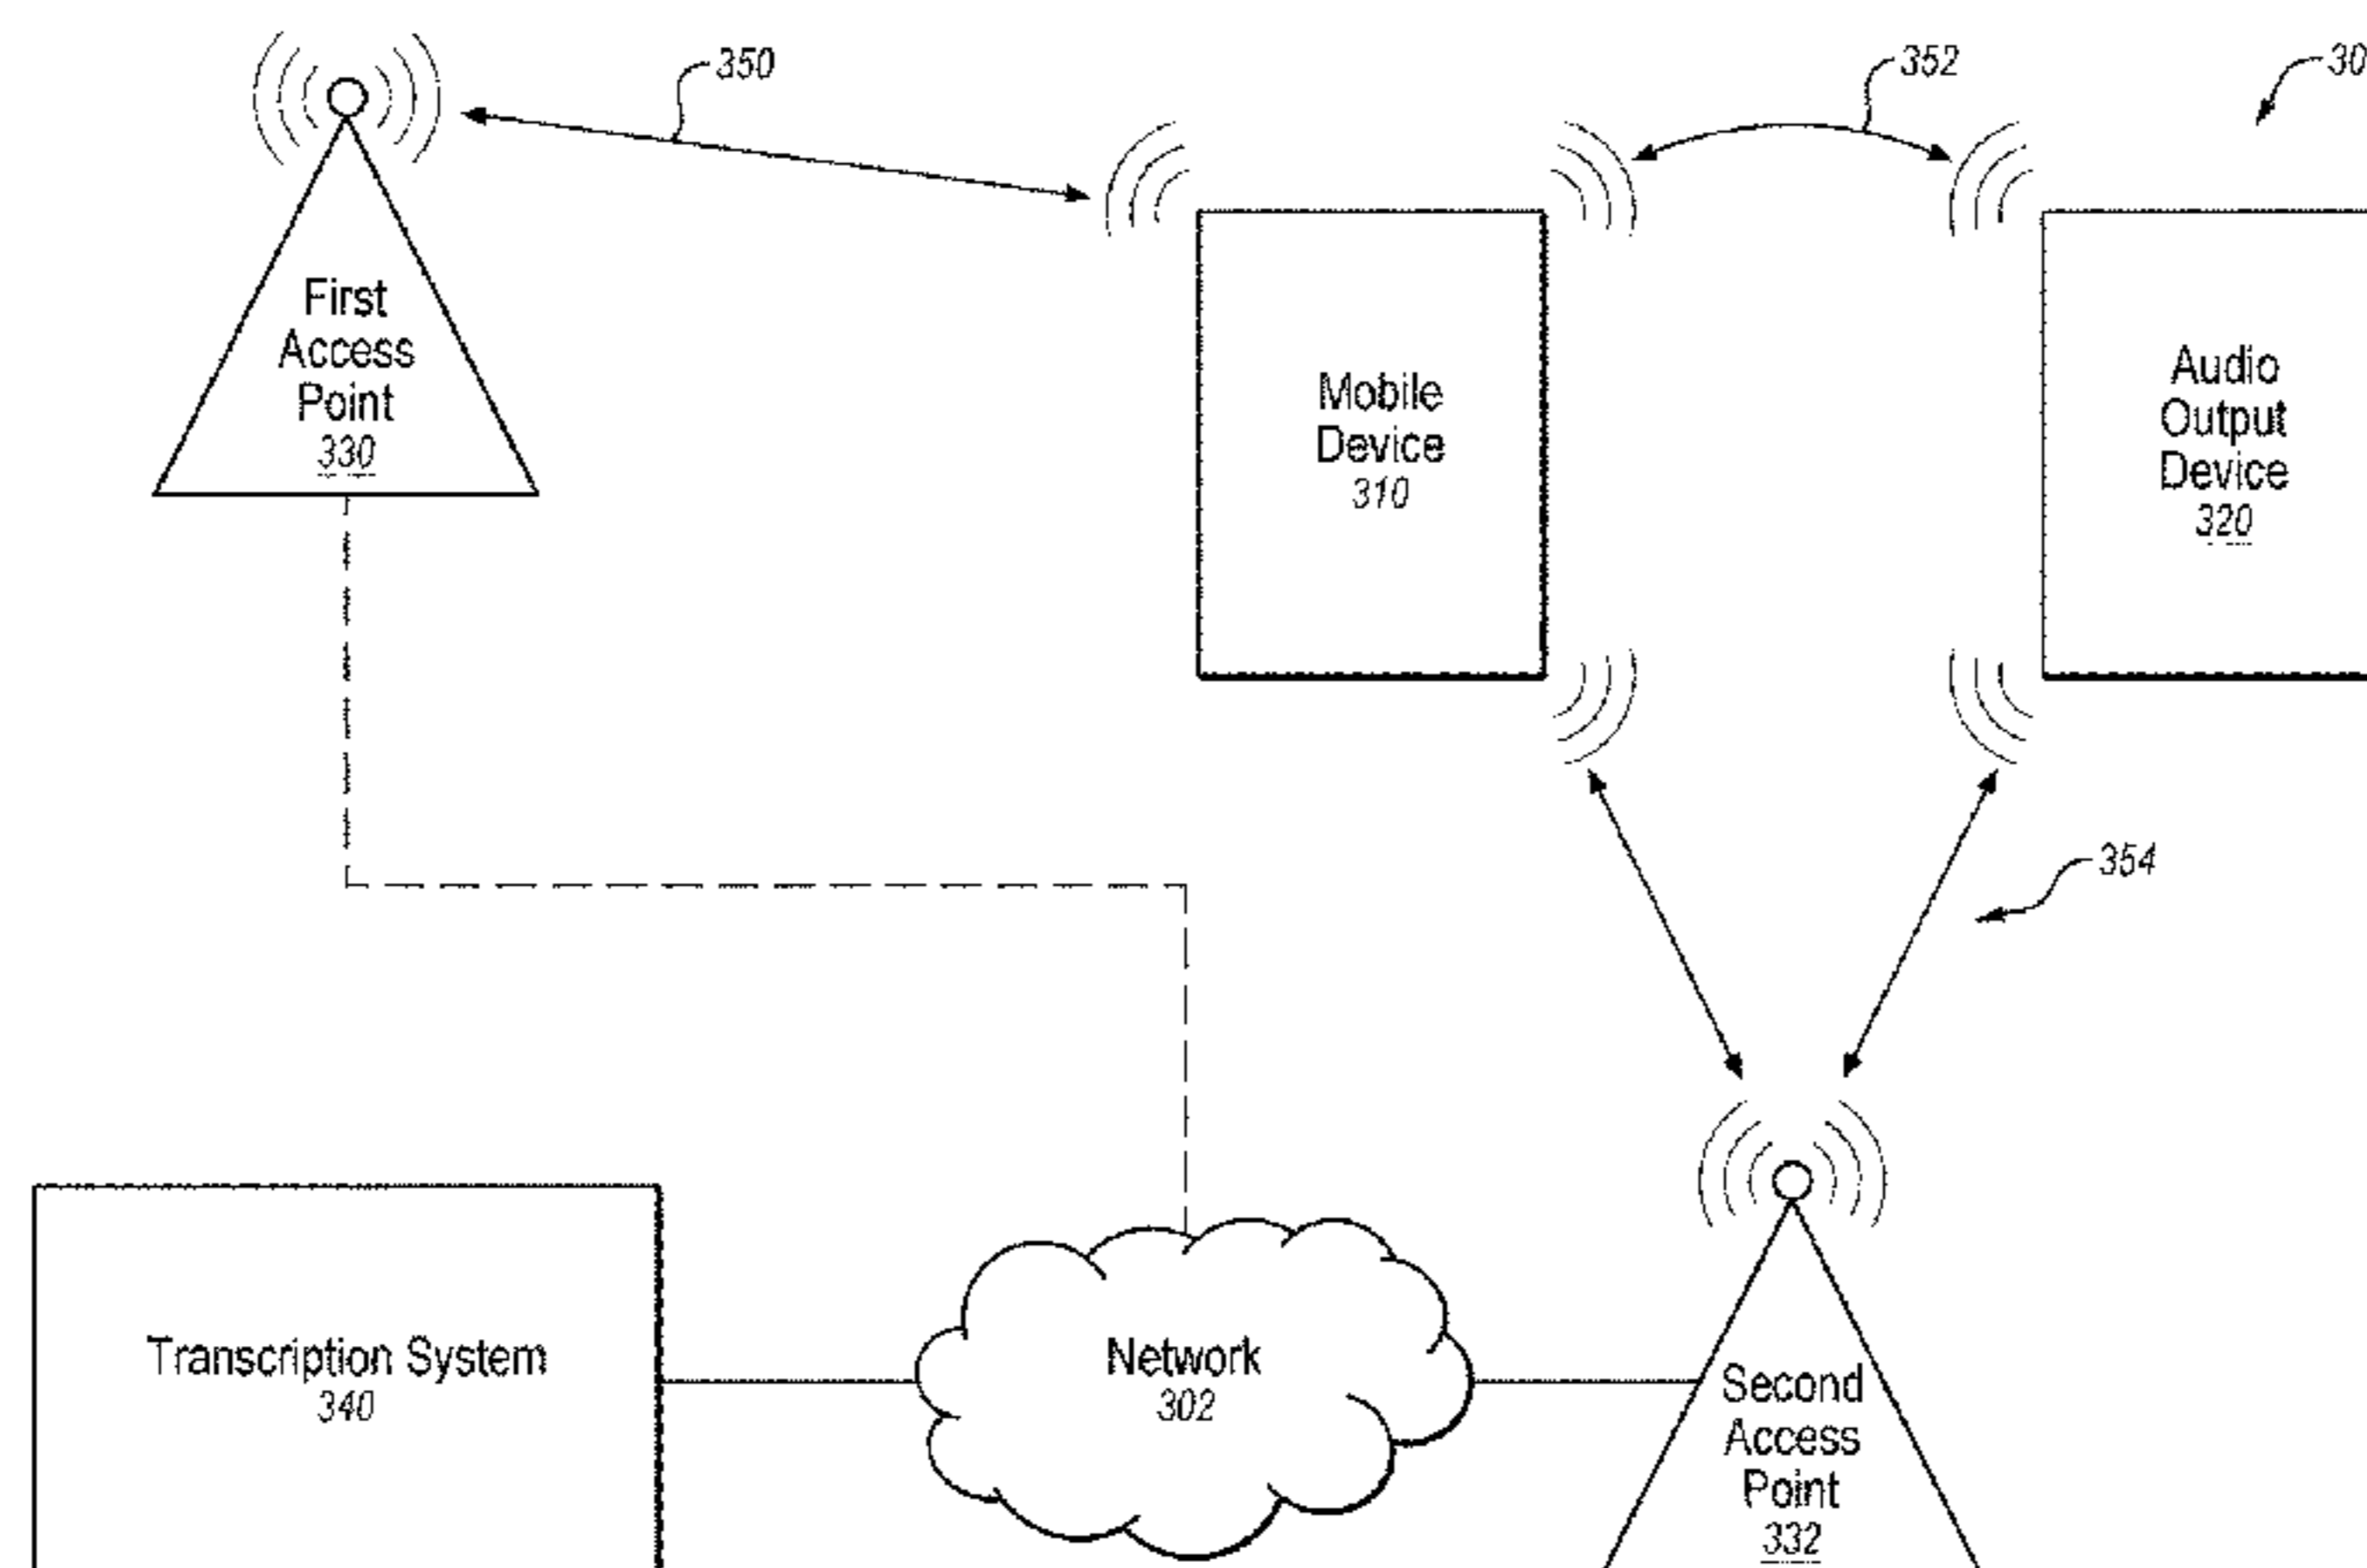 350
352
30
First
Access
Point
330
Mobile
Device
310
Audio
Output
Device
320
354
Transcription System
340
Network
302
Second
Access
Point
332